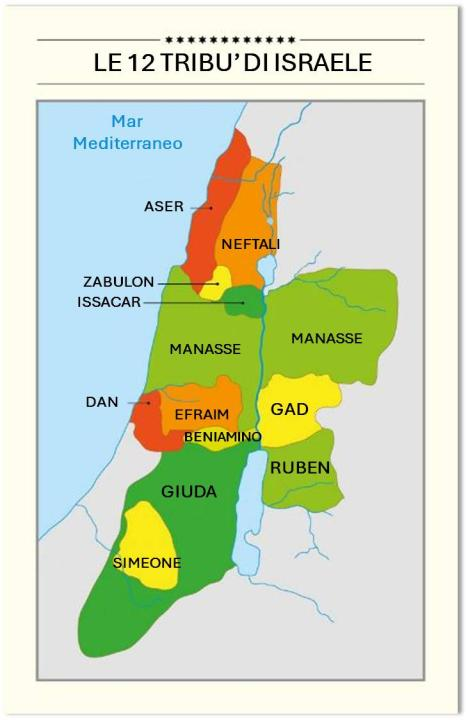 LE 12 TRIBU’ DI ISRAELE
Mar
Mediterraneo
ASER
NEFTALI
ZABULON
ISSACAR
MANASSE
MANASSE
DAN
EFRAIM
GAD
BENIAMINO
RUBEN
GIUDA
SIMEONE